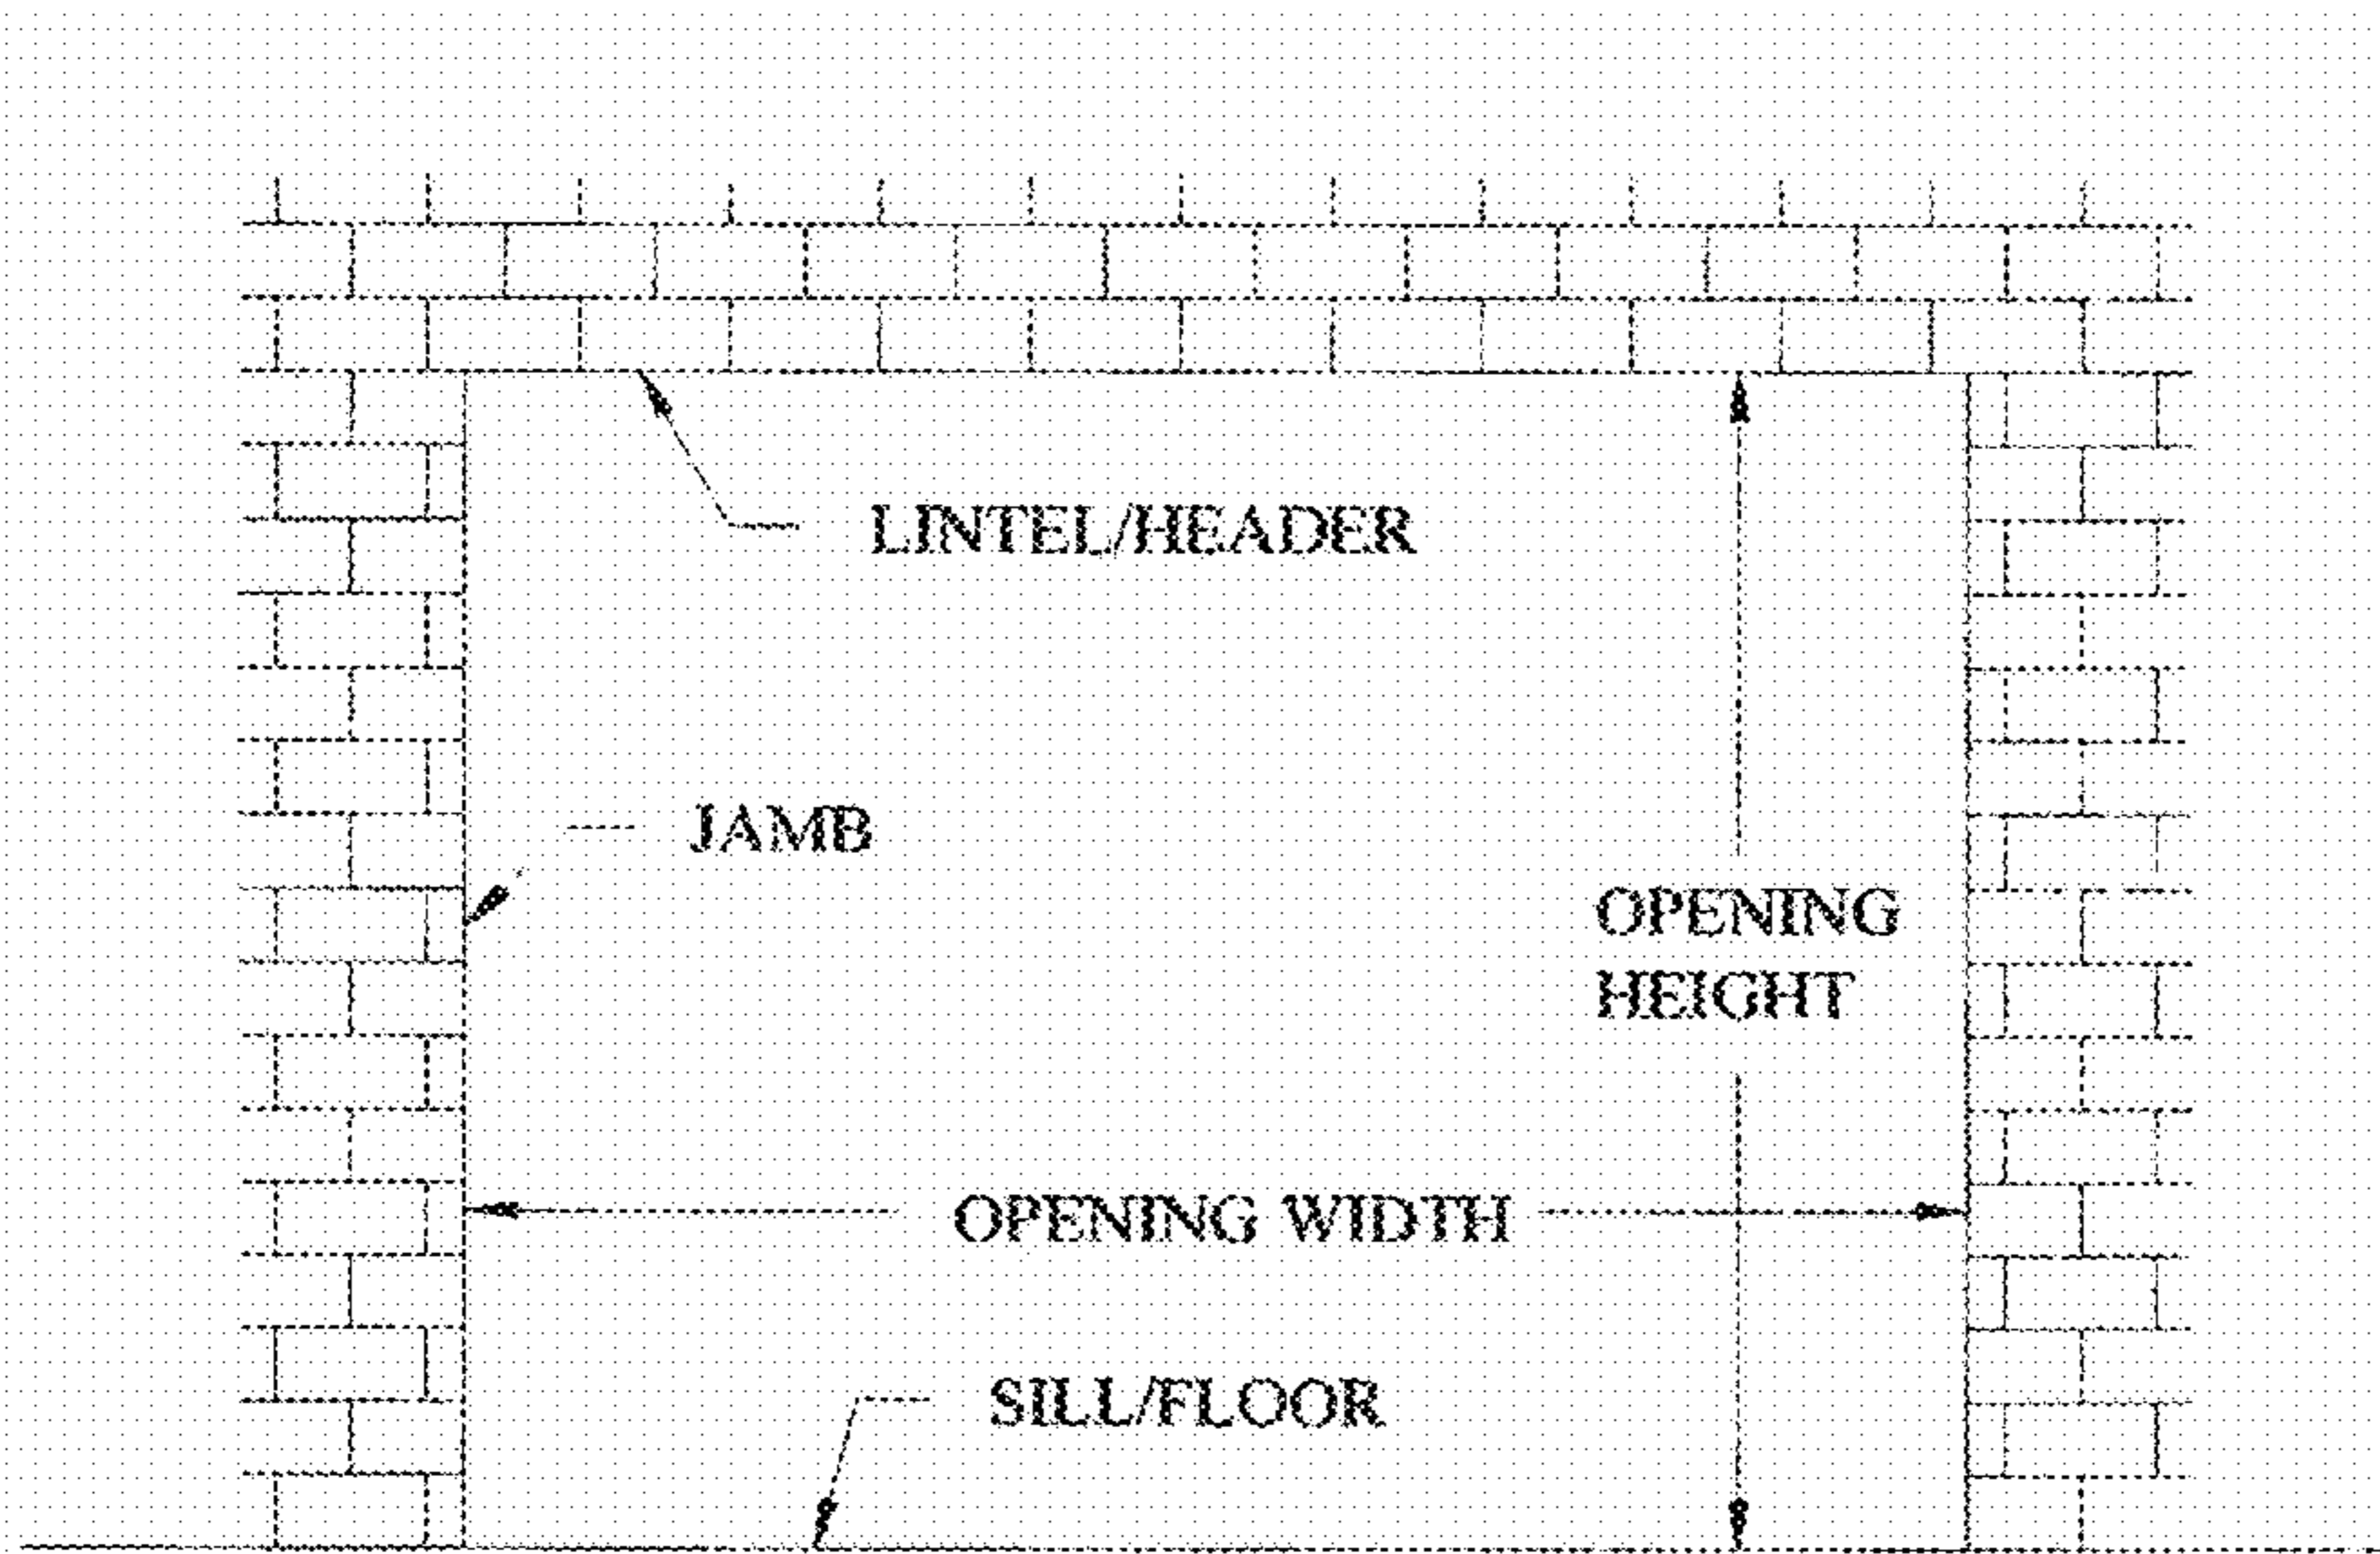 LINTEL/HEADER
JAMB
OPENING
HEIGHT
OPENING WIDTH
SILL/FLOOR